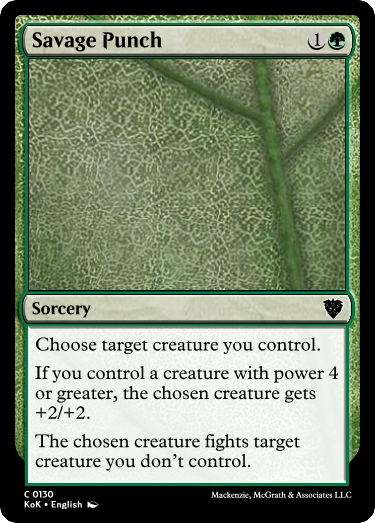 Savage Punch 1
Sorcery
Choose target creature you control.
If you control a creature with power 4
or greater, the chosen creature gets
+2/+2.
The chosen creature fights target
creature you don't control.
C 0130
KoK • English
Mackenzie, McGrath & Associates LLC